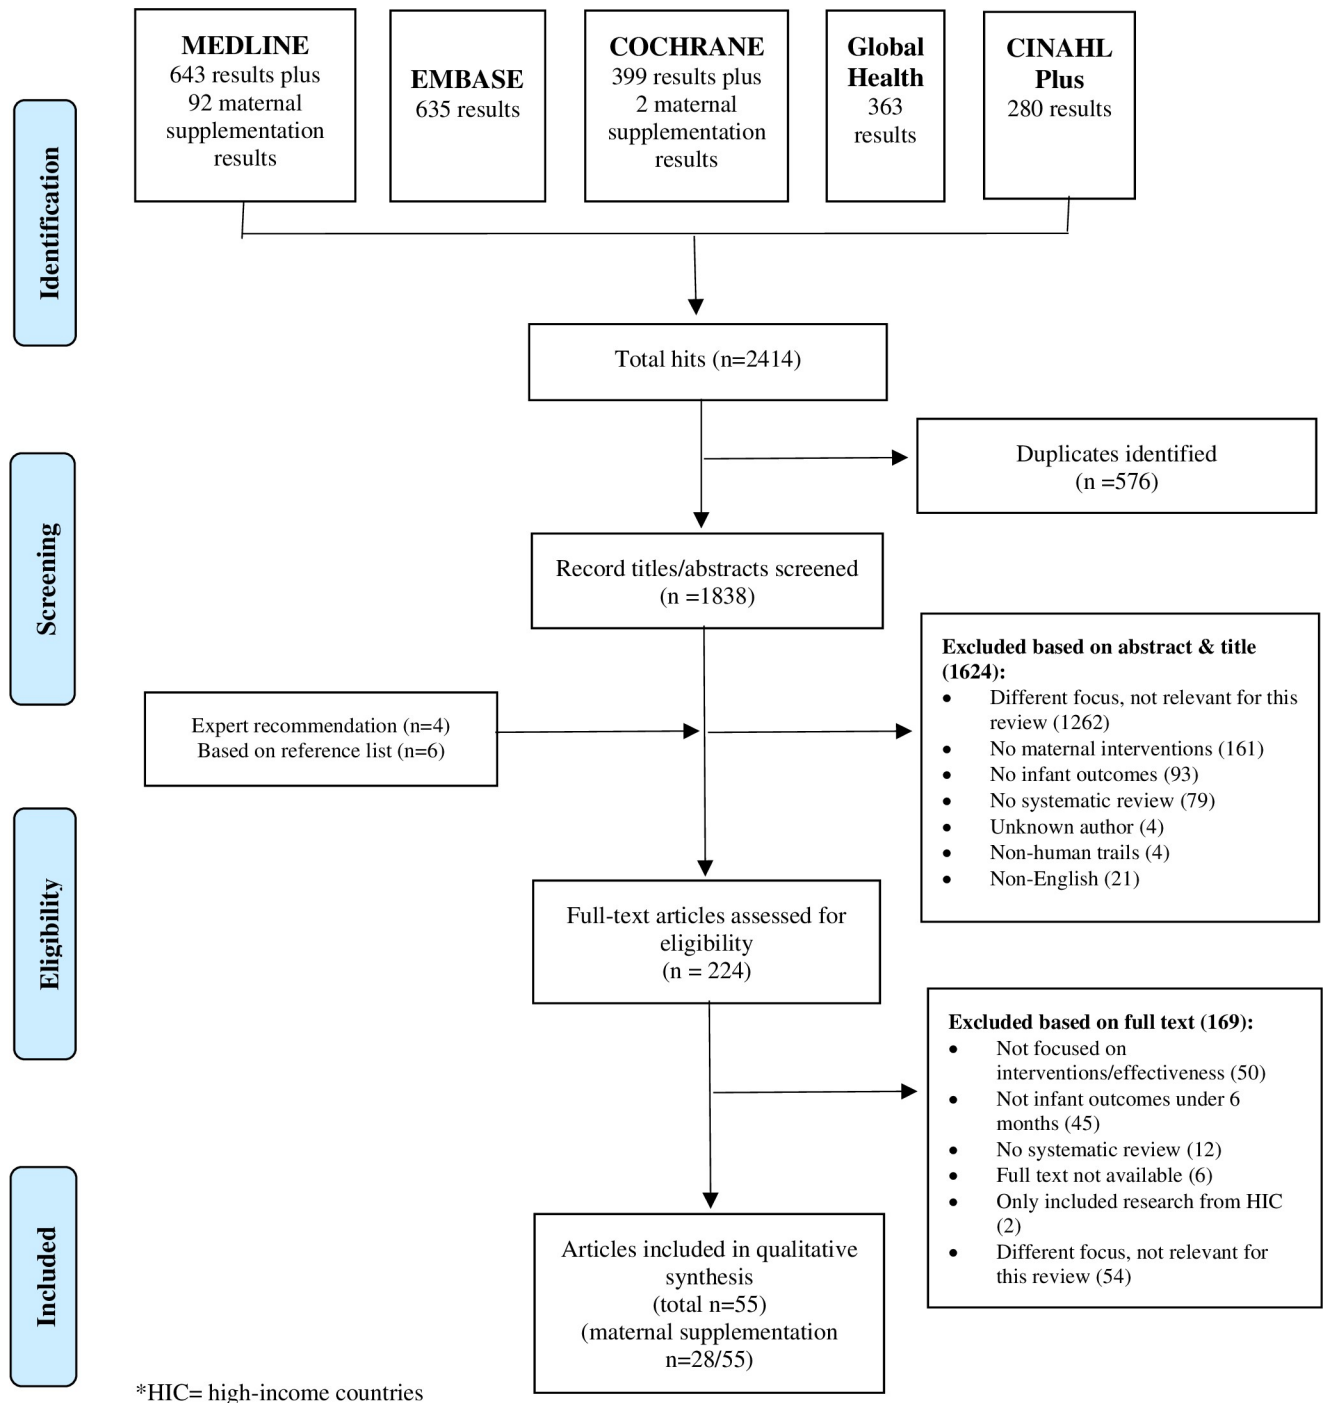 MEDLINE
643 results plus
92 maternal
supplementation
results
EMBASE
635 results
COCHRANE
399 results plus
2 maternal
supplementation
results
Global
Health
363
results
CINAHL
Plus
280 results
Identification
Total hits (n=2414)
Duplicates identified
(n =576)
Screening
Record titles/abstracts screened
(n =1838)
Expert recommendation (n=4)
Based on reference list (n=6)
Excluded based on abstract & title
(1624):
• Different focus, not relevant for this
review (1262)
• No maternal interventions (161)
• No infant outcomes (93)
• No systematic review (79)
• Unknown author (4)
• Non-human trails (4)
• Non-English (21)
Eligibility
Full-text articles assessed for
eligibility
(n = 224)
Excluded based on full text (169):
• Not focused on
interventions/effectiveness (50)
• Not infant outcomes under 6
months (45)
• No systematic review (12)
• Full text not available (6)
• Only included research from HIC
(2)
• Different focus, not relevant for
this review (54)
Included
Articles included in qualitative
synthesis
(total n=55)
(maternal supplementation
n=28/55)
*HIC= high-income countries